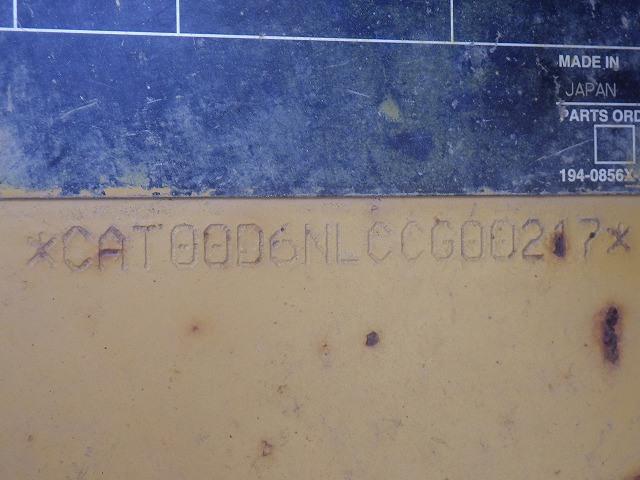 MADE IN
JAPAN
PARTS ORD
194-0856X-
*CAT00D6NLCCG00217*